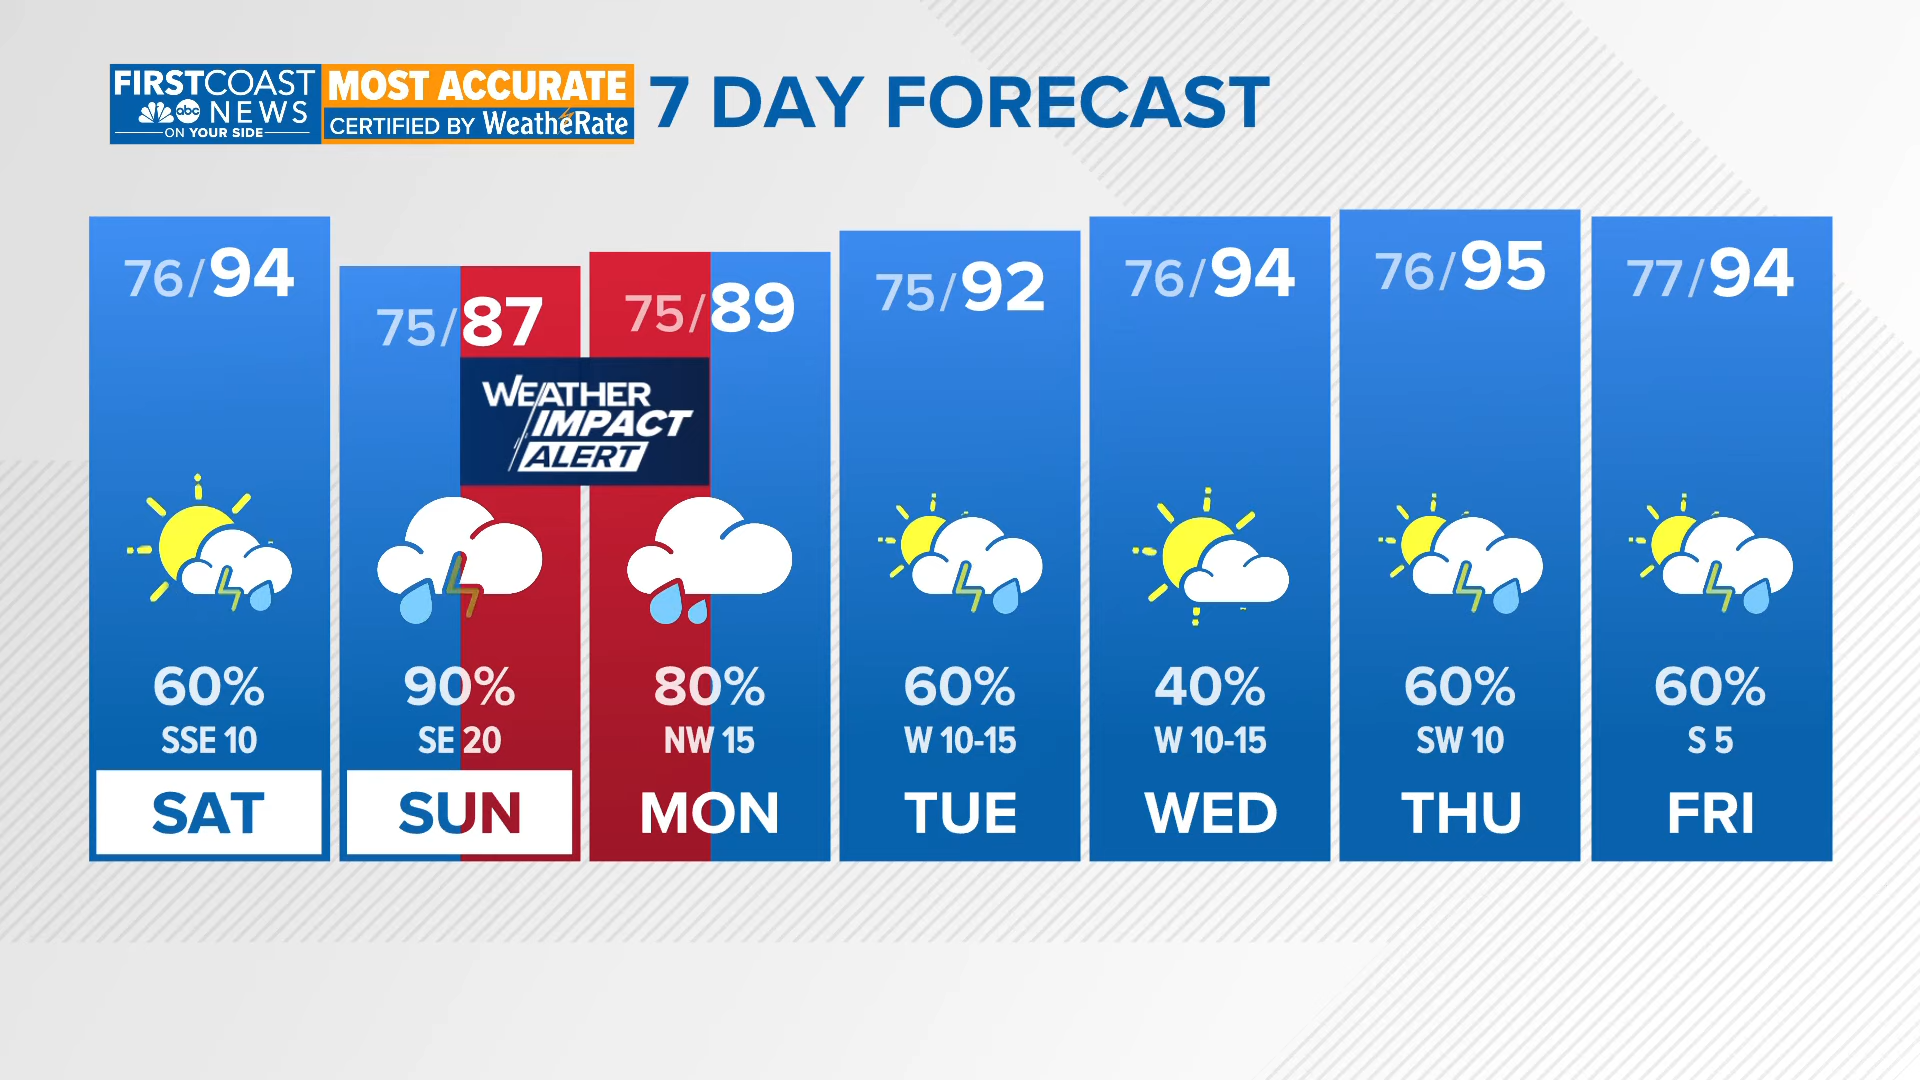 FIRSTCOAST
abc NEWS
ON YOUR SIDE
MOST ACCURATE
CERTIFIED BY WeatheRate
7 DAY FORECAST
76/94
75/87
75/89
75/92
76/94
76/95
77/94
WEATHER
IMPACT
ALERT
60%
90%
80%
60%
40%
60%
60%
SSE 10
SE 20
NW 15
W 10-15
W 10-15
SW 10
S 5
SAT
SUN
MON
TUE
WED
THU
FRI